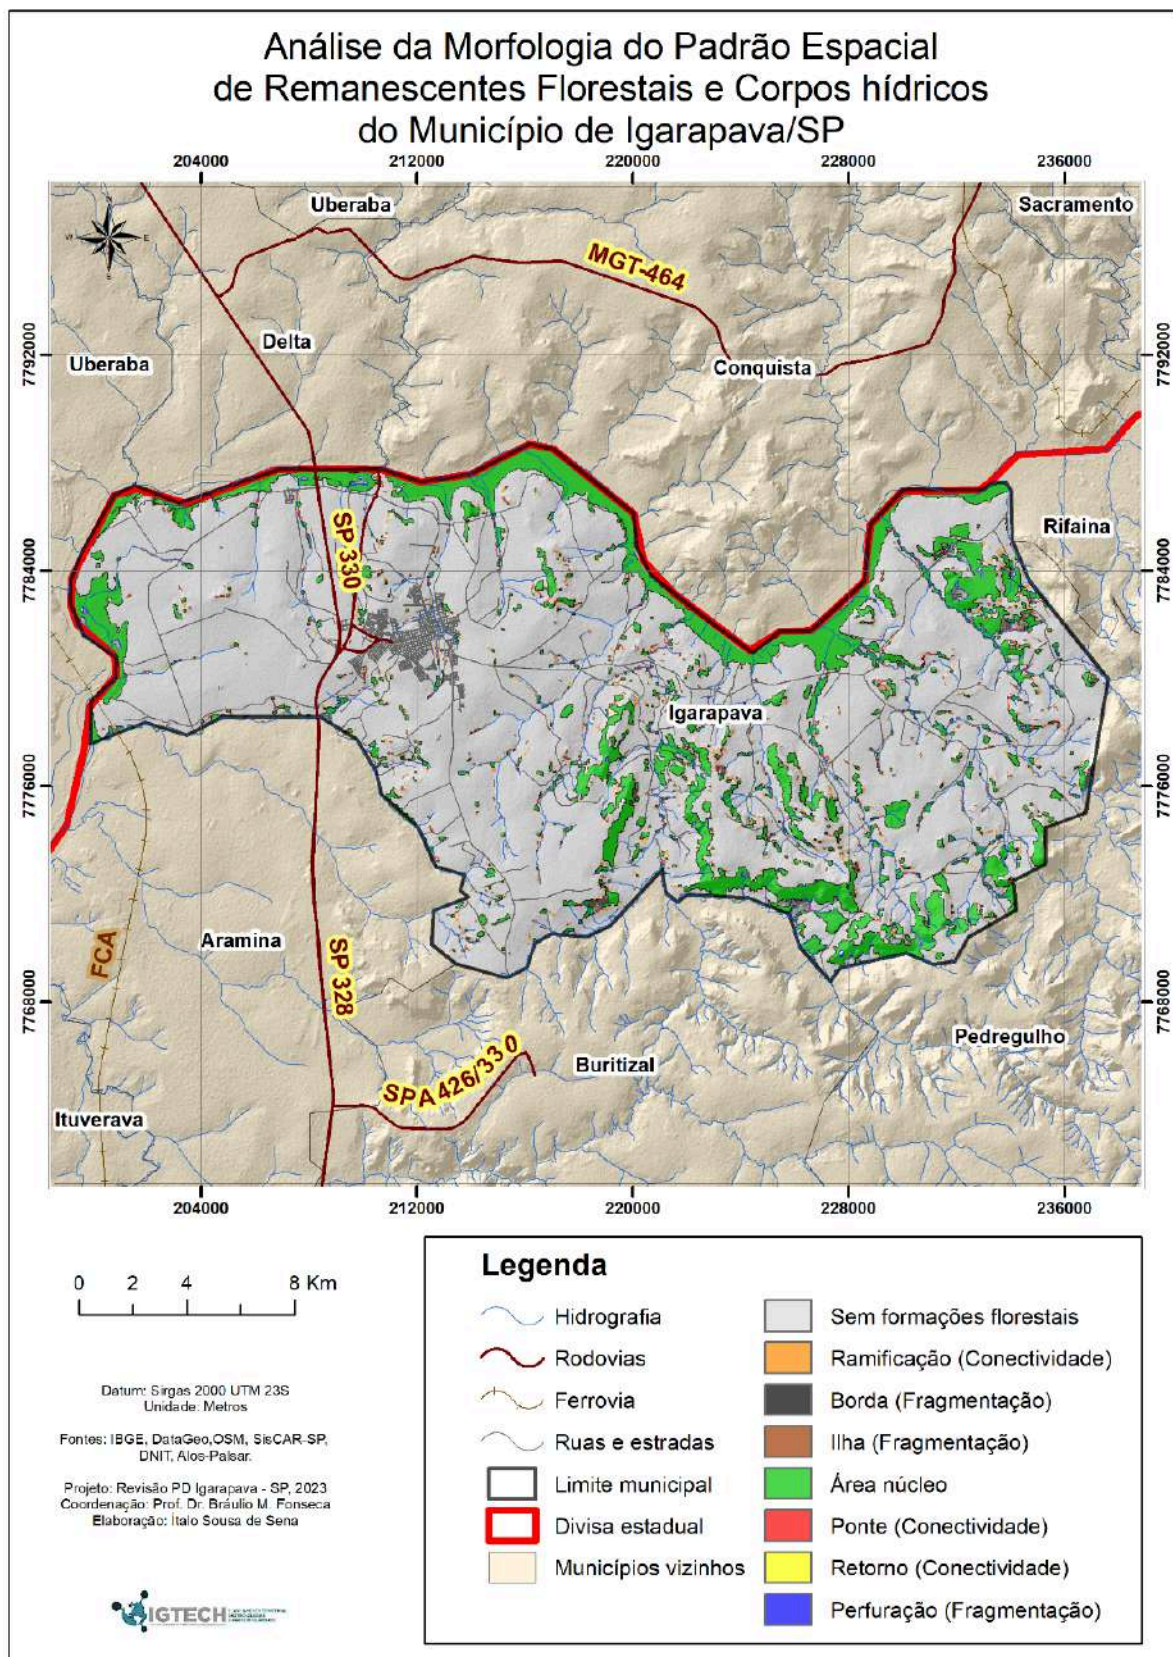 Análise da Morfologia do Padrão Espacial
de Remanescentes Florestais e Corpos hídricos
do Município de Igarapava/SP
204000 212000 220000 228000 236000
N
W E
S
Uberaba
Sacramento
MGT-464
Delta
Uberaba
Conquista
7792000 7792000
SP 330
Rifaina
7784000 7784000
Igarapava
7776000 7776000
FCA
Aramina
SP 328
7768000 7768000
Pedregulho
SPA 426/33 0
Buritizal
Ituverava
204000 212000 220000 228000 236000
0 2 4 8 Km
Datum: Sirgas 2000 UTM 23S
Unidade: Metros
Fontes: IBGE, DataGeo,OSM, SisCAR-SP,
DNIT, Alos-Palsar.
Projeto: Revisão PD Igarapava - SP, 2023
Coordenação: Prof. Dr. Bráulio M. Fonseca
Elaboração: Ítalo Sousa de Sena
IGTECH
Legenda
Hidrografia
Rodovias
Ferrovia
Ruas e estradas
Limite municipal
Divisa estadual
Municípios vizinhos
Sem formações florestais
Ramificação (Conectividade)
Borda (Fragmentação)
Ilha (Fragmentação)
Área núcleo
Ponte (Conectividade)
Retorno (Conectividade)
Perfuração (Fragmentação)